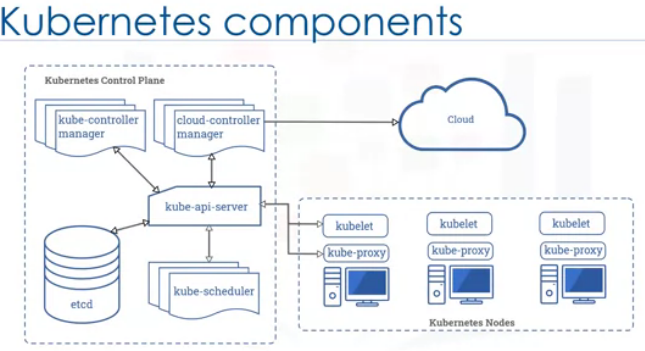 Kubernetes components
Kubernetes Control Plane
kube-controller
manager
cloud-controller
manager
Cloud
kube-api-server
kubelet
kubelet
kubelet
kube-proxy
kube-proxy
kube-proxy
etcd
kube-scheduler
Kubernetes Nodes